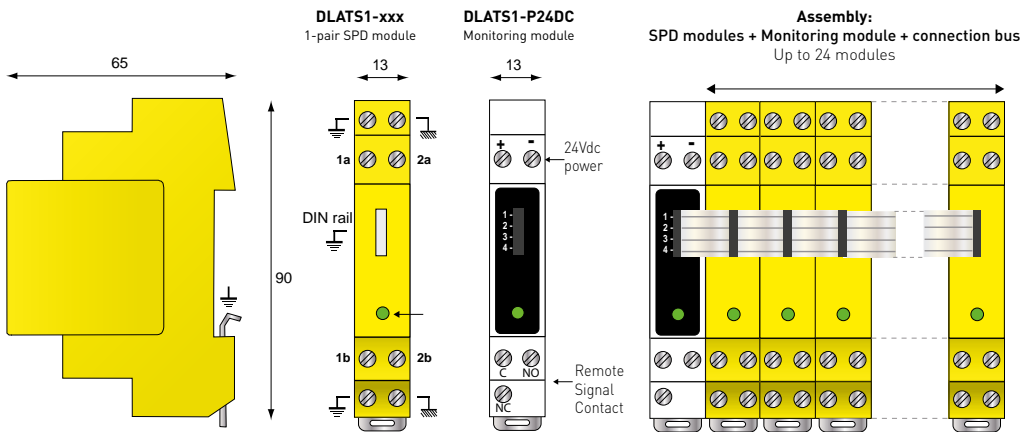 DLATS1-xxx
1-pair SPD module
DLATS1-P24DC
Monitoring module
Assembly:
SPD modules + Monitoring module + connection bus
Up to 24 modules
65
13
13
1a
2a
+ -
24Vdc
power
+ -
DIN rail
1 -
2 -
3 -
4 -
1 -
2 -
3 -
4 -
90
1b
2b
C NO
NC
Remote
Signal
Contact